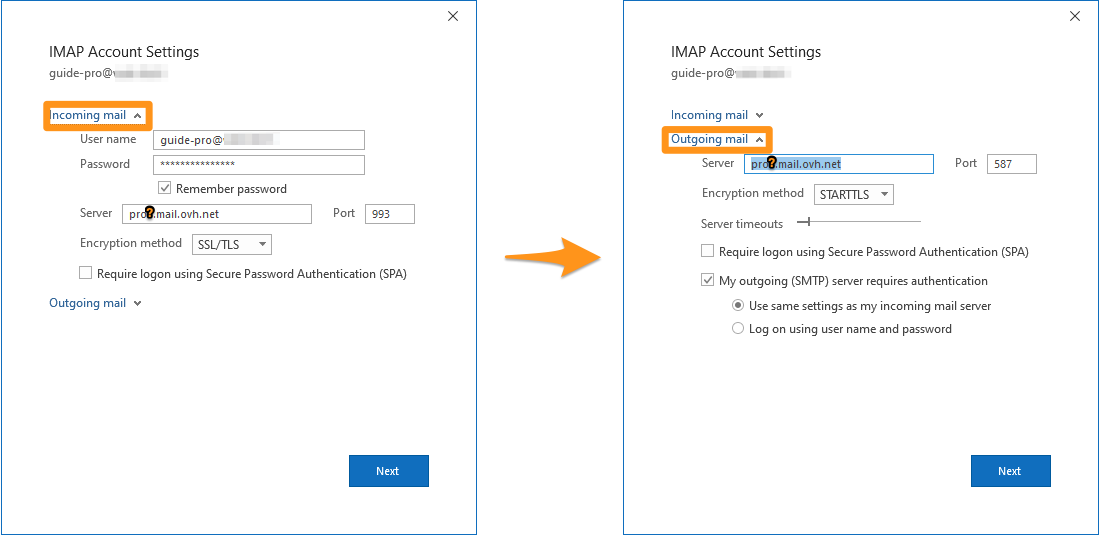 IMAP Account Settings
guide-pro@
Incoming mail
User name guide-pro@
Password ***************
Remember password
Server pro?.mail.ovh.net Port 993
Encryption method SSL/TLS
Require logon using Secure Password Authentication (SPA)
Outgoing mail
Next
IMAP Account Settings
guide-pro@
Incoming mail
Outgoing mail
Server pro?.mail.ovh.net Port 587
Encryption method STARTTLS
Server timeouts
Require logon using Secure Password Authentication (SPA)
My outgoing (SMTP) server requires authentication
Use same settings as my incoming mail server
Log on using user name and password
Next